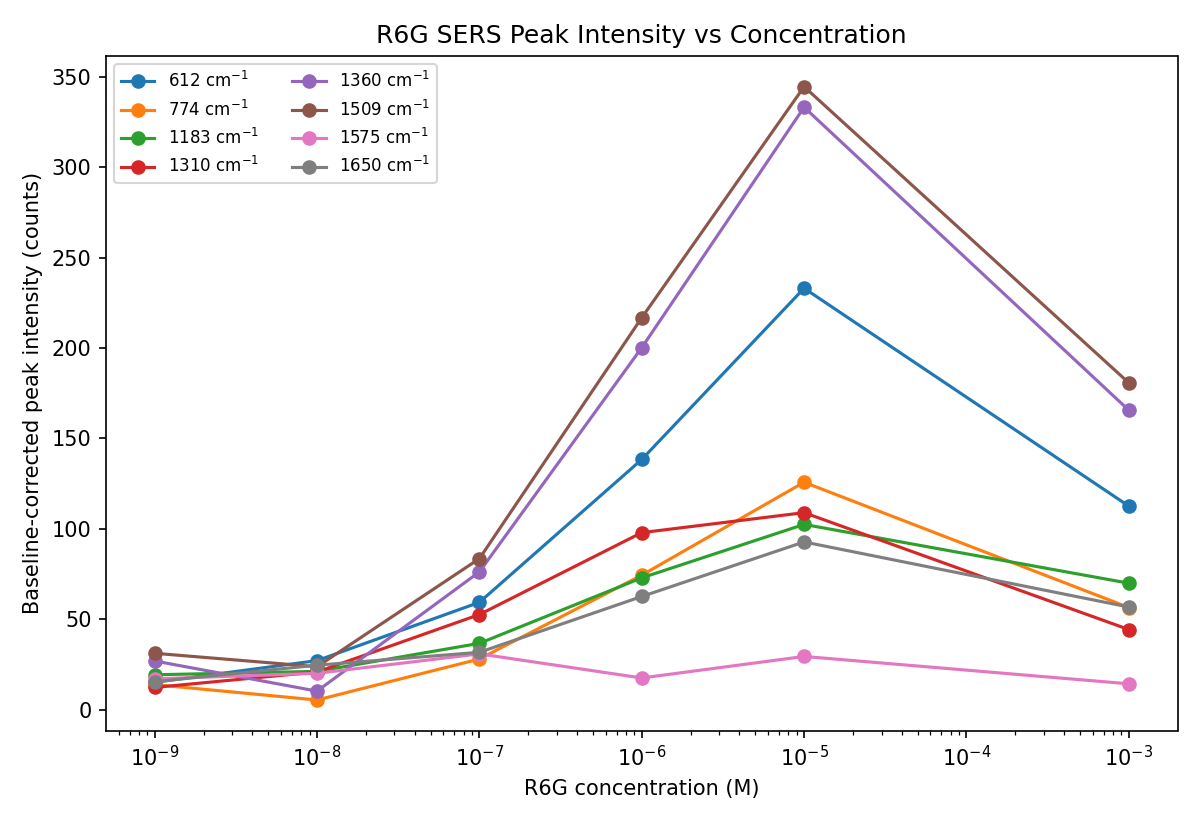 R6G SERS Peak Intensity vs Concentration
612 cm⁻¹
774 cm⁻¹
1183 cm⁻¹
1310 cm⁻¹
1360 cm⁻¹
1509 cm⁻¹
1575 cm⁻¹
1650 cm⁻¹
Baseline-corrected peak intensity (counts)
350
300
250
200
150
100
50
0
10⁻⁹ 10⁻⁸ 10⁻⁷ 10⁻⁶ 10⁻⁵ 10⁻⁴ 10⁻³
R6G concentration (M)